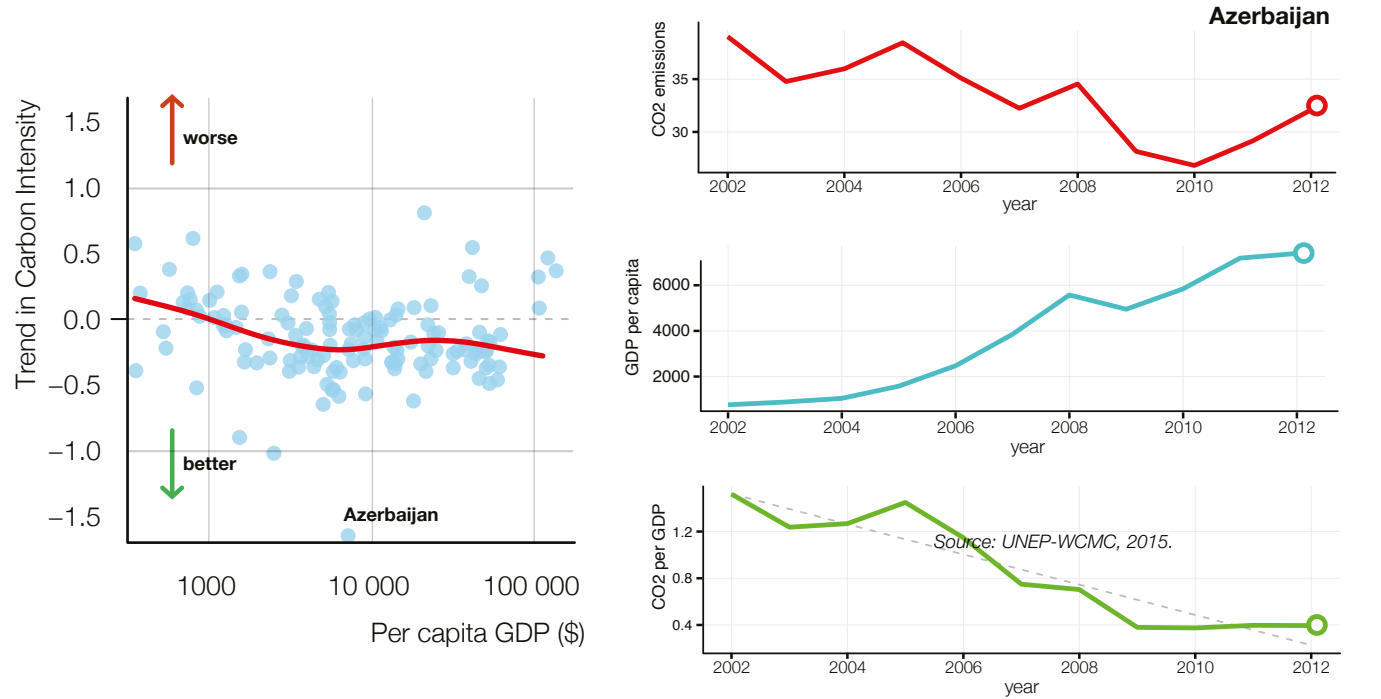 Trend in Carbon Intensity
1.5
1.0
0.5
0.0
−0.5
−1.0
−1.5
worse
better
Azerbaijan
1000
10 000
100 000
Per capita GDP ($)
Azerbaijan
CO2 emissions
35
30
2002
2004
2006
2008
2010
2012
year
GDP per capita
6000
4000
2000
2002
2004
2006
2008
2010
2012
year
CO2 per GDP
1.2
0.8
0.4
Source: UNEP-WCMC, 2015.
2002
2004
2006
2008
2010
2012
year